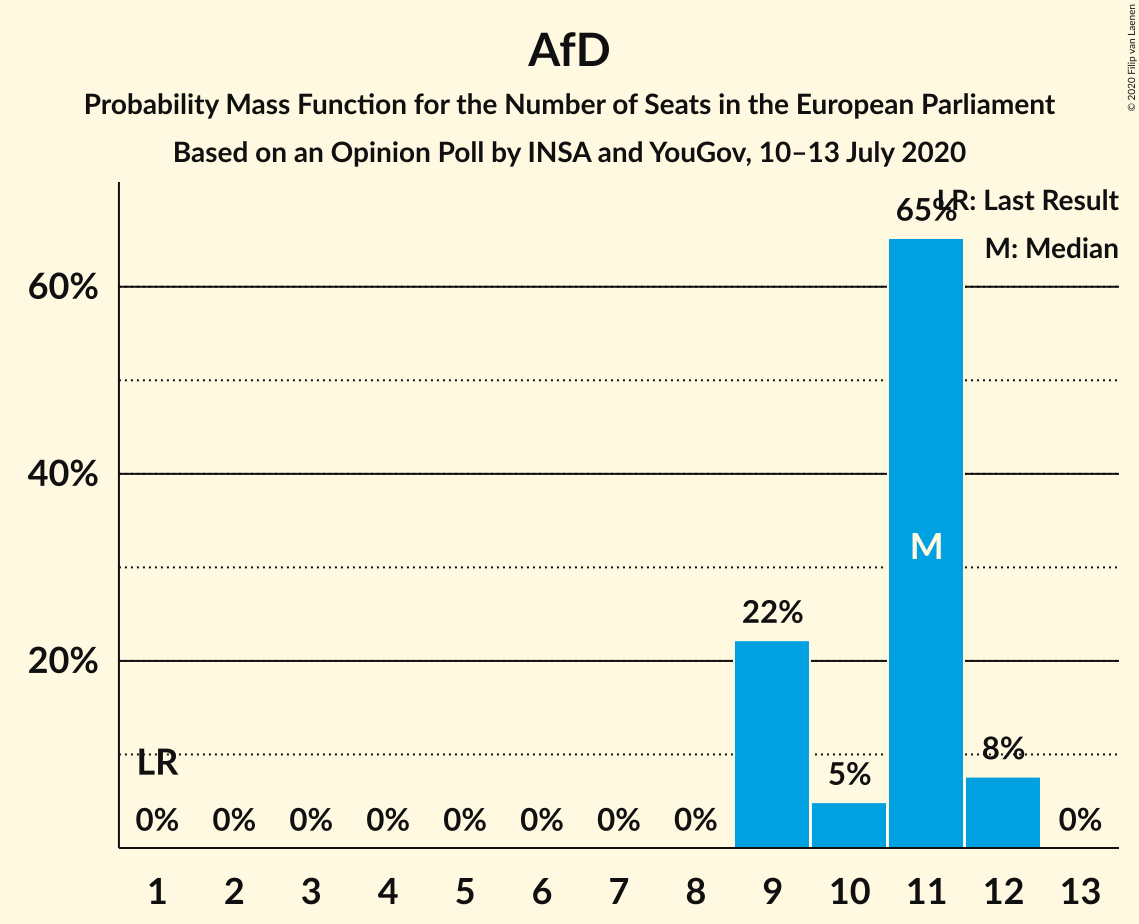 AfD
Probability Mass Function for the Number of Seats in the European Parliament
Based on an Opinion Poll by INSA and YouGov, 10–13 July 2020
© 2020 Filip van Laenen
LR: Last Result
M: Median
65%
60%
40%
M
22%
20%
LR
8%
5%
0% 0% 0% 0% 0% 0% 0% 0% 0%
1 2 3 4 5 6 7 8 9 10 11 12 13